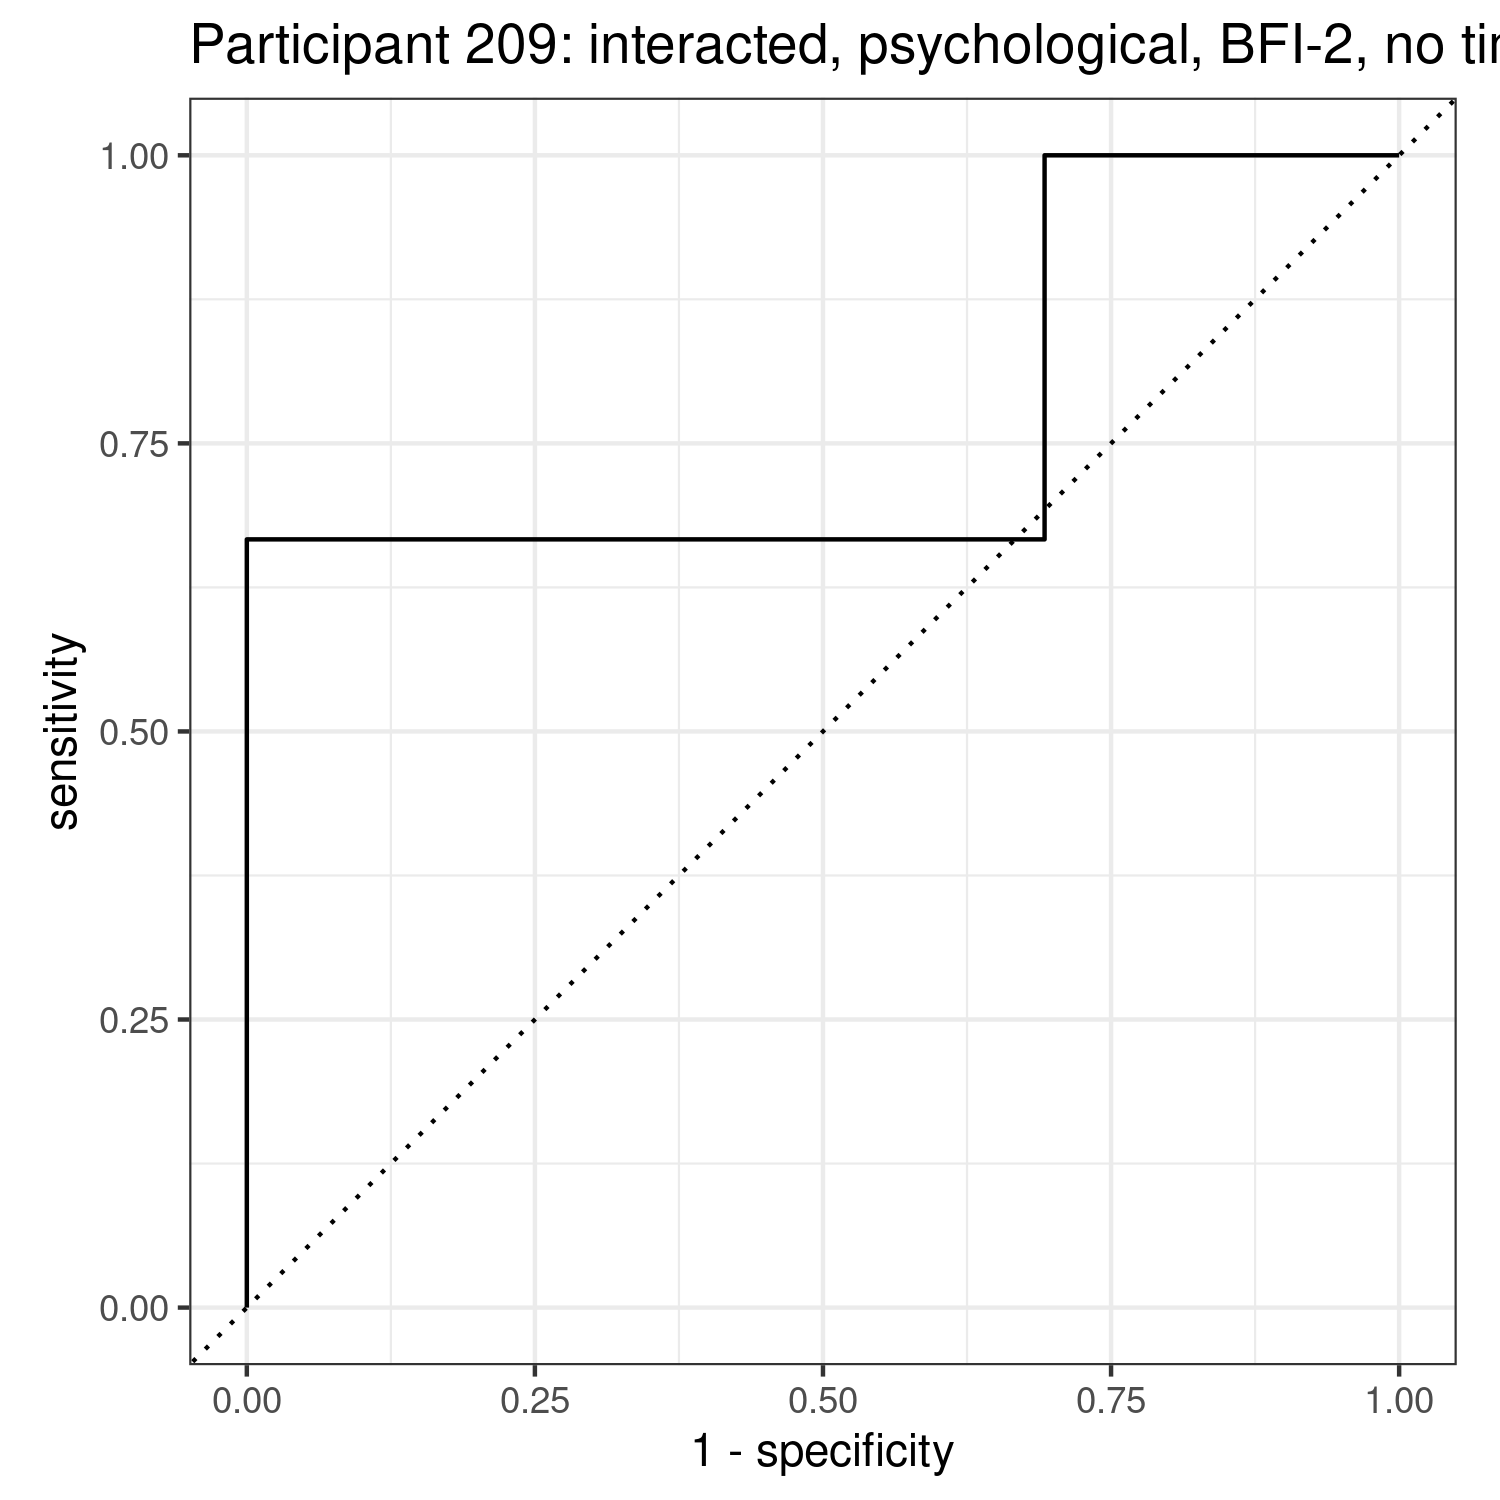 Participant 209: interacted, psychological, BFI-2, no
1.00
0.75
0.50
0.25
0.00
sensitivity
0.00 0.25 0.50 0.75 1.00
1 - specificity